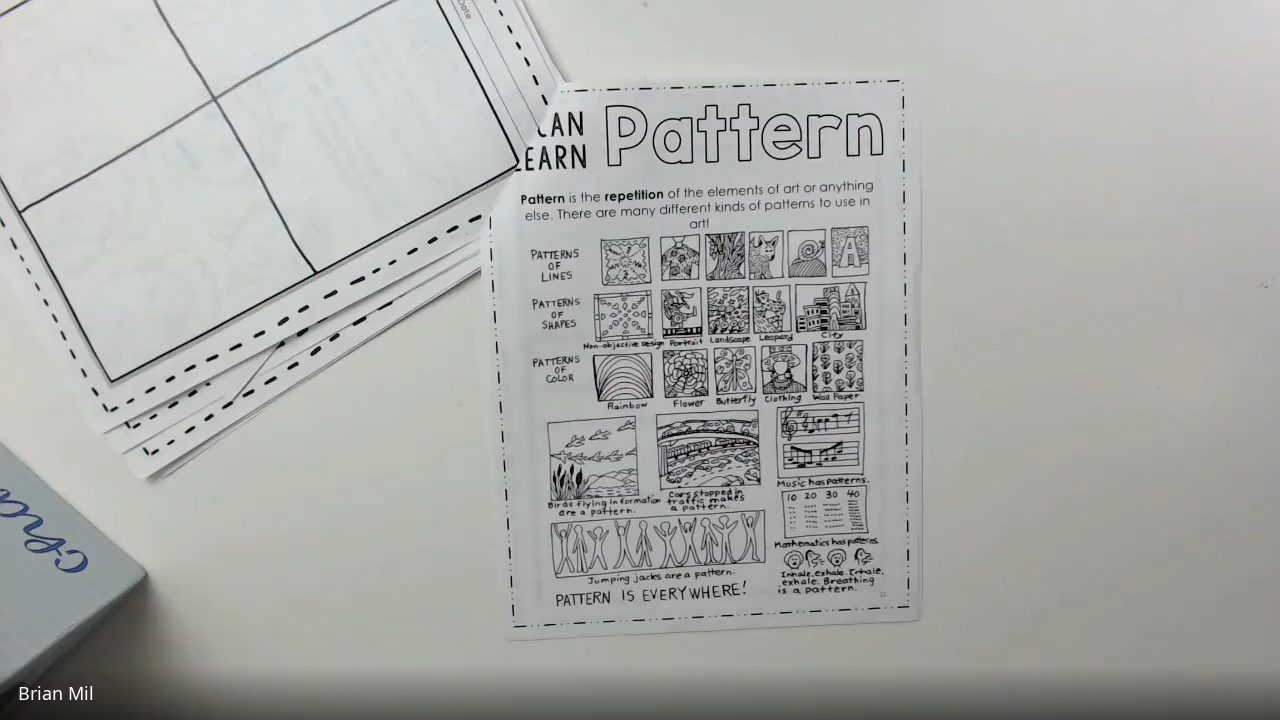 Date
CAN
LEARN
Pattern
Pattern is the repetition of the elements of art or anything
else. There are many different kinds of patterns to use in
art!
PATTERNS
OF
LINES
A
PATTERNS
OF
SHAPES
Non-objective Design Portrait Landscape Leopard City
PATTERNS
OF
COLOR
Rainbow Flower Butterfly Clothing Wall Paper
Birds flying in formation
are a pattern.
Cars stopped in
traffic makes
a pattern.
Music has patterns.
10 20 30 40
Mathematics has patterns.
Jumping jacks are a pattern.
Inhale, exhale. Inhale,
exhale. Breathing
is a pattern.
PATTERN IS EVERYWHERE!
Brian Mil